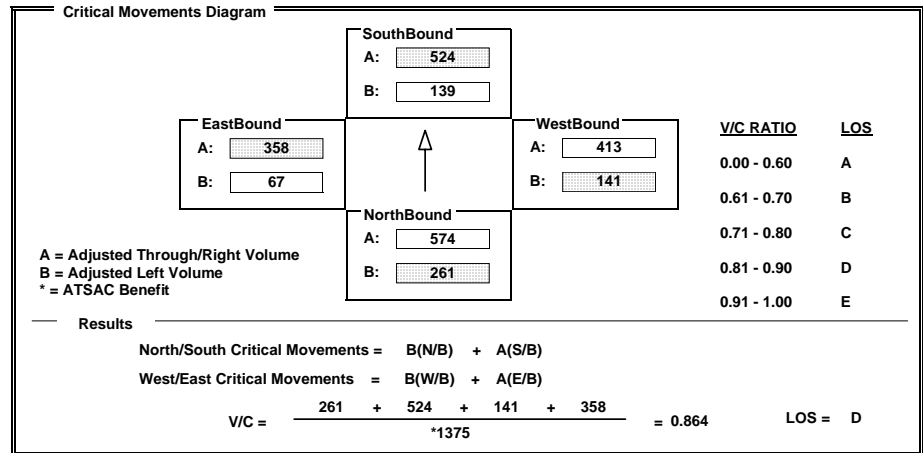 Critical Movements Diagram
SouthBound
A: 524
B: 139
EastBound
A: 358
B: 67
WestBound
A: 413
B: 141
NorthBound
A: 574
B: 261
V/C RATIO LOS
0.00 - 0.60 A
0.61 - 0.70 B
0.71 - 0.80 C
0.81 - 0.90 D
0.91 - 1.00 E
A = Adjusted Through/Right Volume
B = Adjusted Left Volume
* = ATSAC Benefit
Results
North/South Critical Movements = B(N/B) + A(S/B)
West/East Critical Movements = B(W/B) + A(E/B)
V/C = 261 + 524 + 141 + 358 = 0.864 LOS = D
*1375